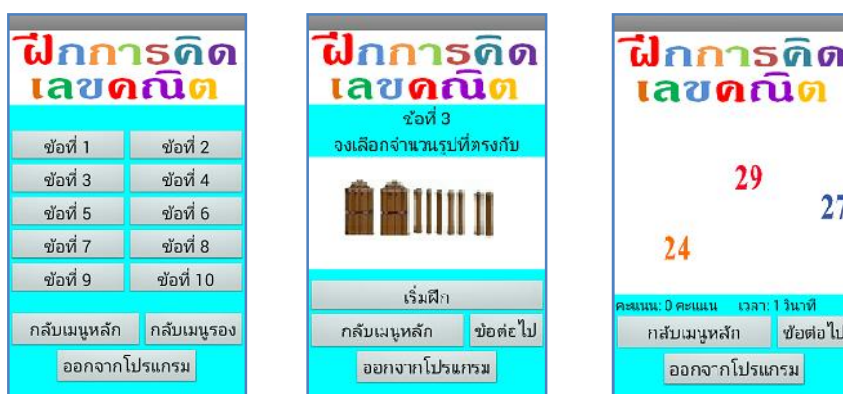 ฝึกการคิด
เลขคณิต
ข้อที่ 1
ข้อที่ 2
ข้อที่ 3
ข้อที่ 4
ข้อที่ 5
ข้อที่ 6
ข้อที่ 7
ข้อที่ 8
ข้อที่ 9
ข้อที่ 10
กลับเมนูหลัก
กลับเมนูรอง
ออกจากโปรแกรม
ฝึกการคิด
เลขคณิต
ข้อที่ 3
จงเลือกจำนวนรูปที่ตรงกับ
เริ่มฝึก
กลับเมนูหลัก
ข้อต่อไป
ออกจากโปรแกรม
ฝึกการคิด
เลขคณิต
29
27
24
คะแนน: 0 คะแนน เวลา: 1 วินาที
กลับเมนูหลัก
ข้อต่อไป
ออกจากโปรแกรม